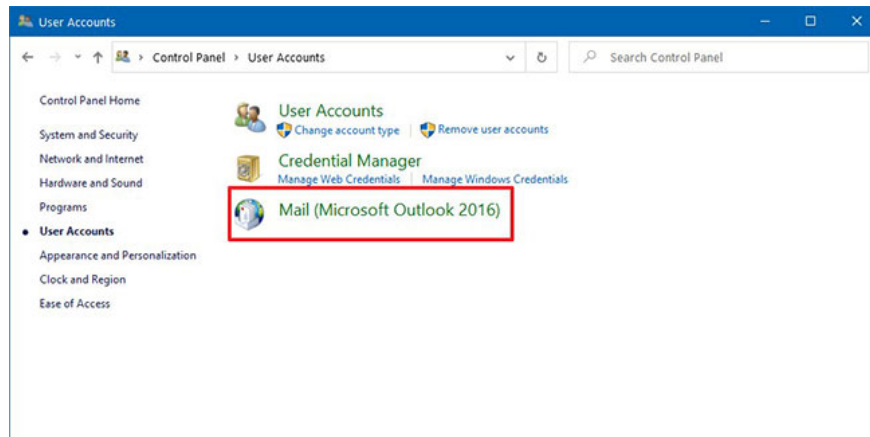 User Accounts
Control Panel › User Accounts
Search Control Panel
Control Panel Home
System and Security
Network and Internet
Hardware and Sound
Programs
User Accounts
Appearance and Personalization
Clock and Region
Ease of Access
User Accounts
Change account type
Remove user accounts
Credential Manager
Manage Web Credentials
Manage Windows Credentials
Mail (Microsoft Outlook 2016)